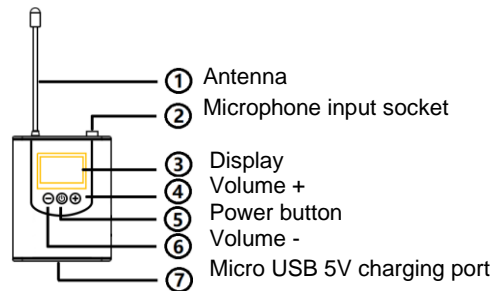 ① Antenna
② Microphone input socket
③ Display
④ Volume +
⑤ Power button
⑥ Volume -
⑦ Micro USB 5V charging port